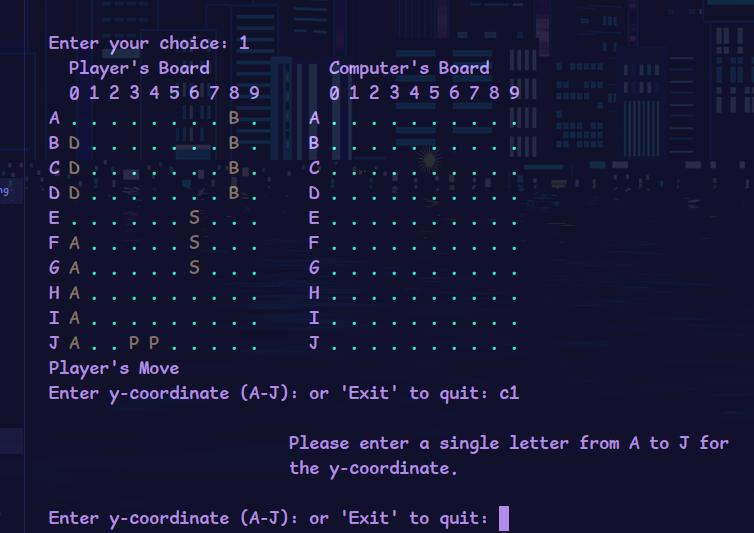 Enter your choice: 1
Player's Board Computer's Board
0 1 2 3 4 5 6 7 8 9 0 1 2 3 4 5 6 7 8 9
A . . . . . . . . B . A . . . . . . . . . .
B D . . . . . . . B . B . . . . . . . . . .
C D . . . . . . . B . C . . . . . . . . . .
D D . . . . . . . B . D . . . . . . . . . .
E . . . . . . S . . . E . . . . . . . . . .
F A . . . . . S . . . F . . . . . . . . . .
G A . . . . . S . . . G . . . . . . . . . .
H A . . . . . . . . . H . . . . . . . . . .
I A . . . . . . . . . I . . . . . . . . . .
J A . . P P . . . . . J . . . . . . . . . .
Player's Move
Enter y-coordinate (A-J): or 'Exit' to quit: c1
Please enter a single letter from A to J for
the y-coordinate.
Enter y-coordinate (A-J): or 'Exit' to quit: